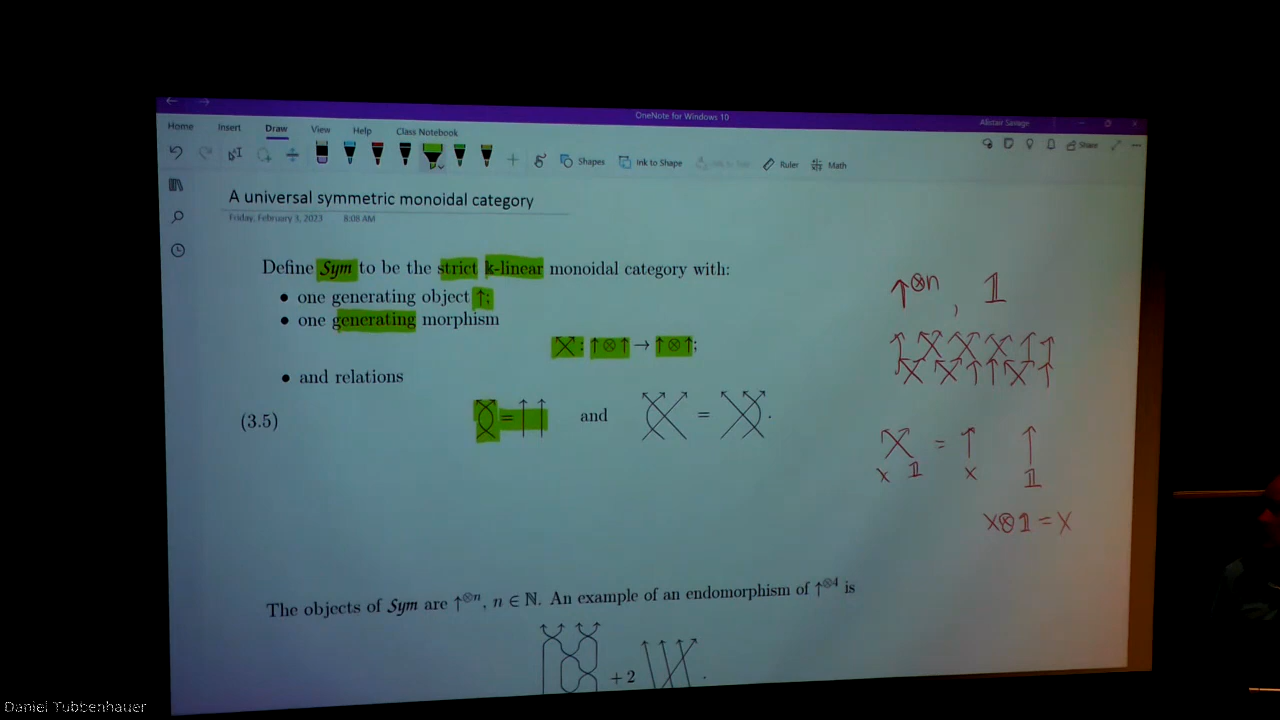 OneNote for Windows 10
Alistair Savage
Home Insert Draw View Help Class Notebook
Shapes Ink to Shape Ruler Math Share
A universal symmetric monoidal category
Friday, February 3, 2023 8:08 AM
Define Sym to be the strict k-linear monoidal category with:
• one generating object ↑;
• one generating morphism
: ↑⊗↑ → ↑⊗↑;
• and relations
(3.5) = ↑ ↑ and = .
↑⊗n , 𝟙
= ↑ ↑
x 𝟙 x 𝟙
x⊗𝟙 = x
The objects of Sym are ↑⊗n, n ∈ ℕ. An example of an endomorphism of ↑⊗4 is
+ 2 .
Daniel Tubbenhauer